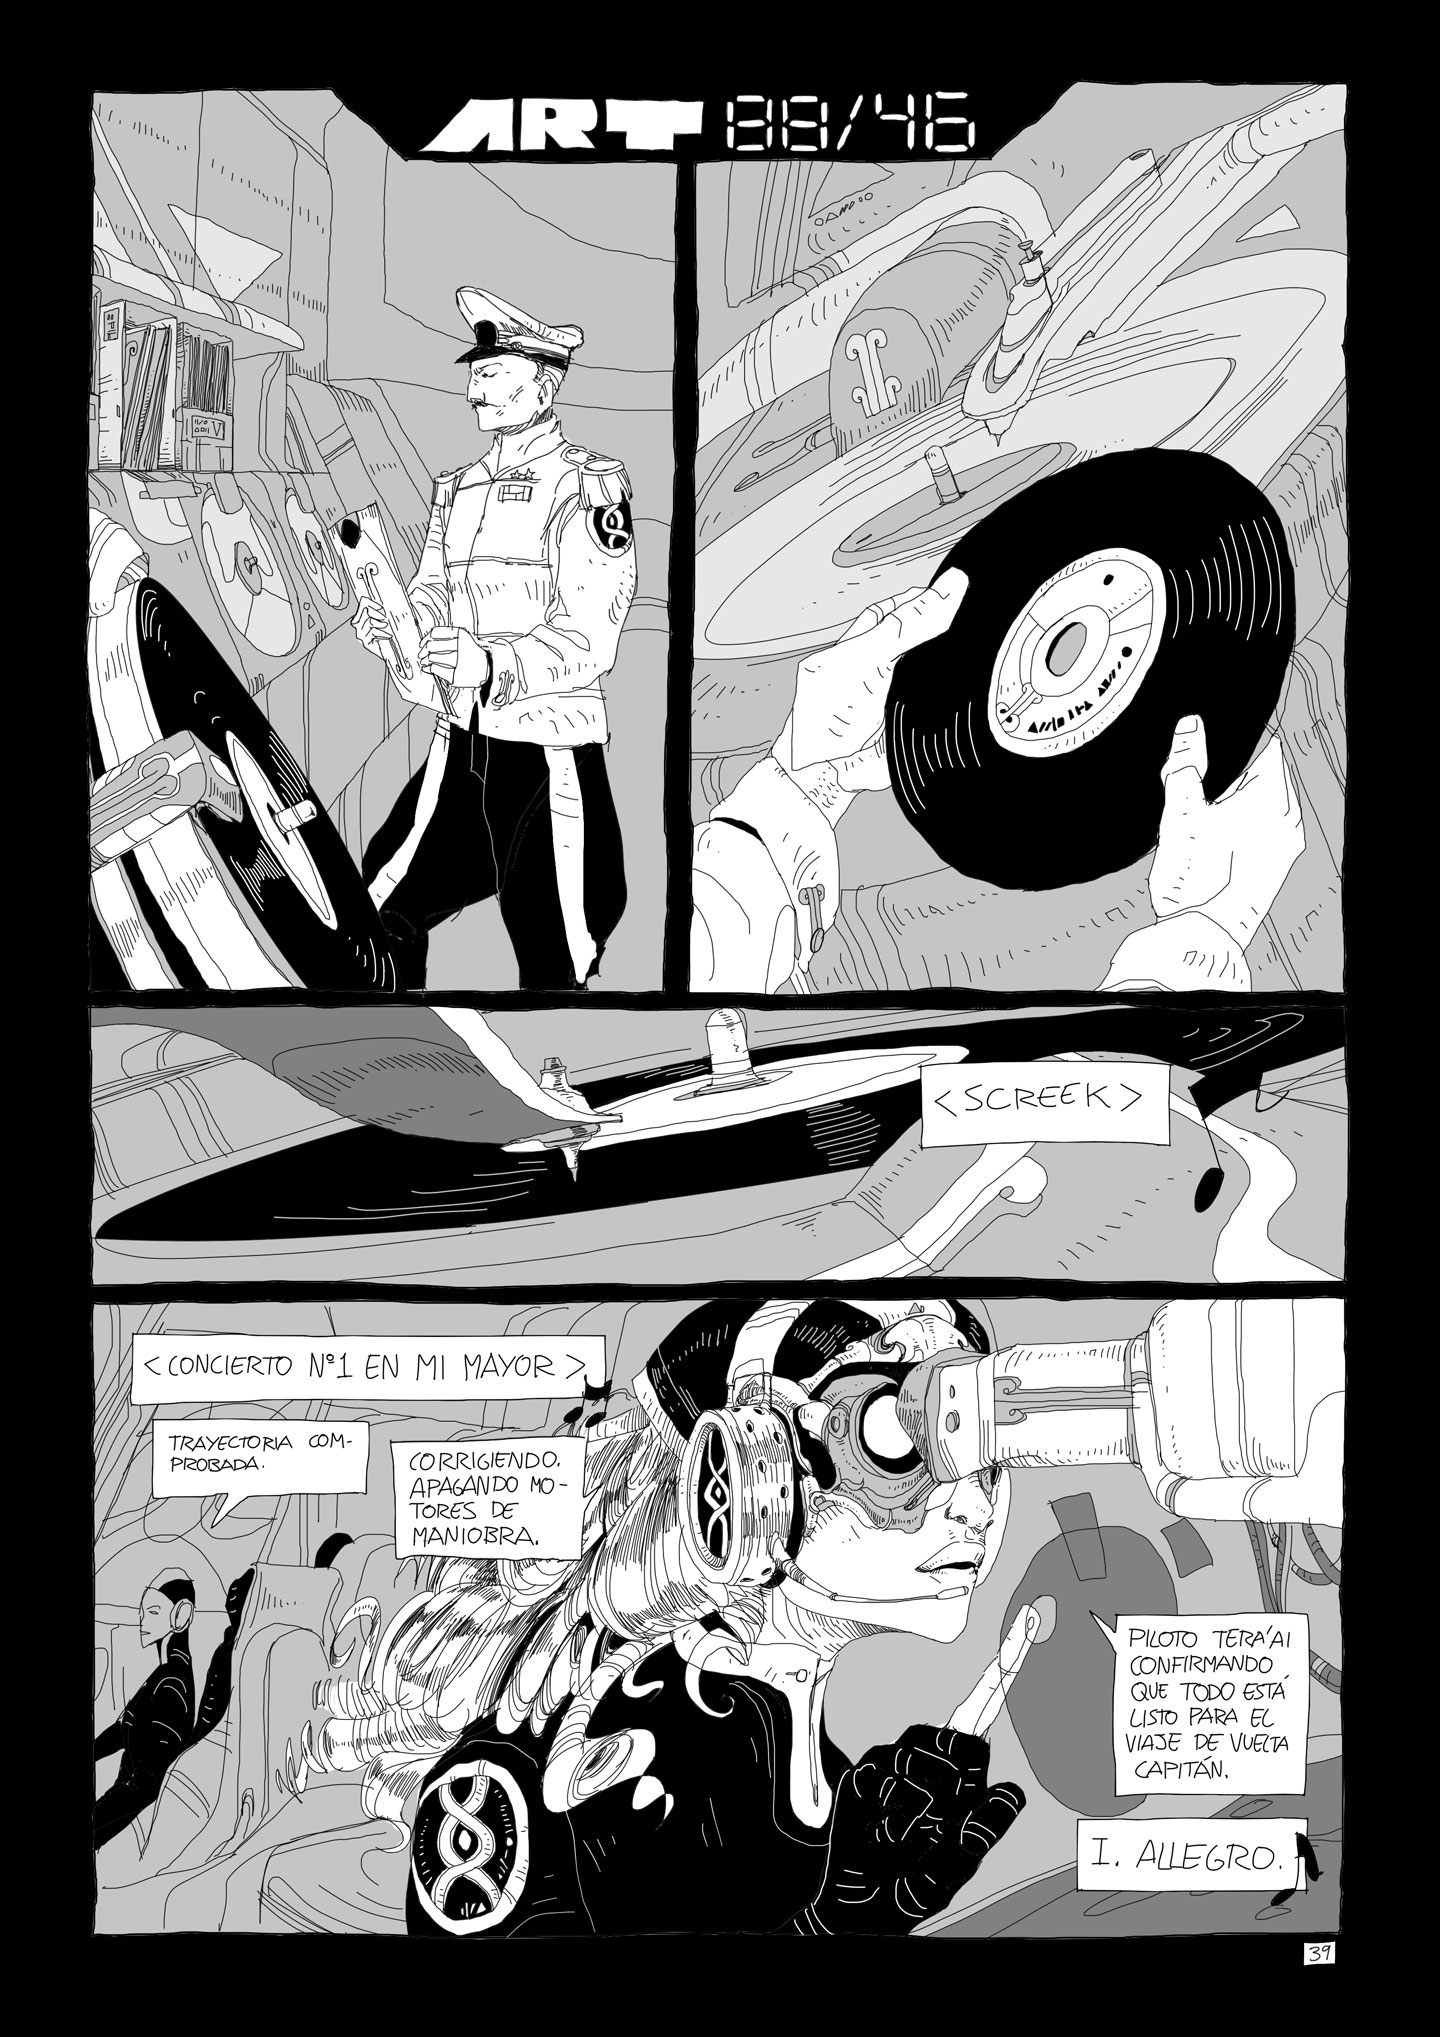 ART 88/46
<SCREEK>
<CONCIERTO Nº1 EN MI MAYOR>
TRAYECTORIA COM-
PROBADA.
CORRIGIENDO.
APAGANDO MO-
TORES DE
MANIOBRA.
PILOTO TERA'AI
CONFIRMANDO
QUE TODO ESTÁ
LISTO PARA EL
VIAJE DE VUELTA
CAPITÁN.
I. ALLEGRO.
39